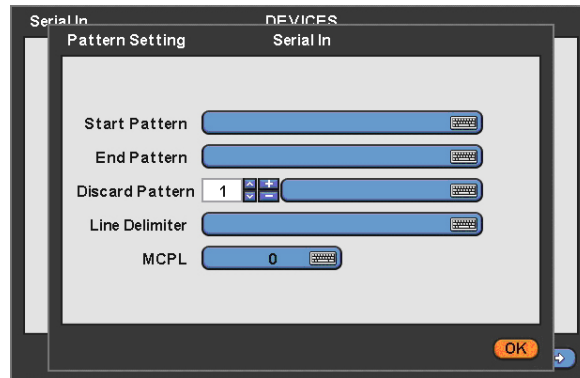 Serial In DEVICES
Pattern Setting Serial In
Start Pattern
End Pattern
Discard Pattern 1
Line Delimiter
MCPL 0
OK